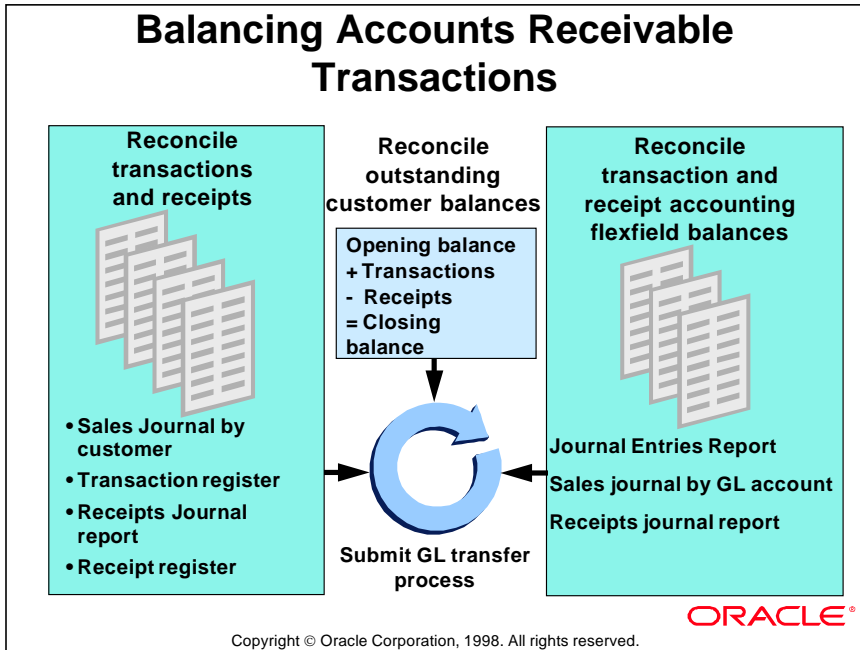 Balancing Accounts Receivable
Transactions
Reconcile
transactions
and receipts
• Sales Journal by
customer
• Transaction register
• Receipts Journal
report
• Receipt register
Reconcile
outstanding
customer balances
Opening balance
+ Transactions
- Receipts
= Closing
balance
Submit GL transfer
process
Reconcile
transaction and
receipt accounting
flexfield balances
Journal Entries Report
Sales journal by GL account
Receipts journal report
ORACLE®
Copyright © Oracle Corporation, 1998. All rights reserved.